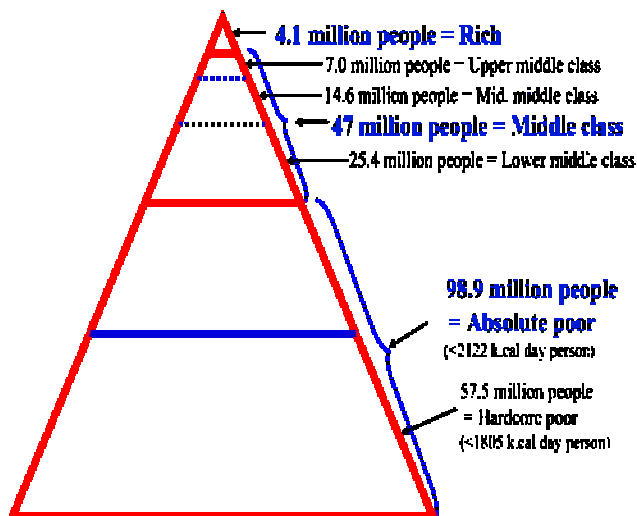 4.1 million people = Rich
7.0 million people = Upper middle class
14.6 million people = Mid. middle class
47 million people = Middle class
25.4 million people = Lower middle class
98.9 million people
= Absolute poor
(<2122 k.cal day person)
57.5 million people
= Hardcore poor
(<1805 k.cal day person)